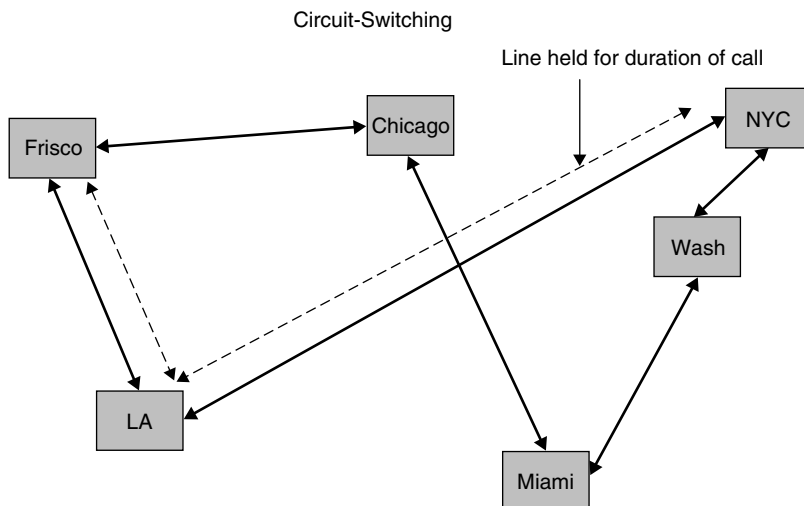 Circuit-Switching
Line held for duration of call
Frisco
Chicago
NYC
Wash
LA
Miami